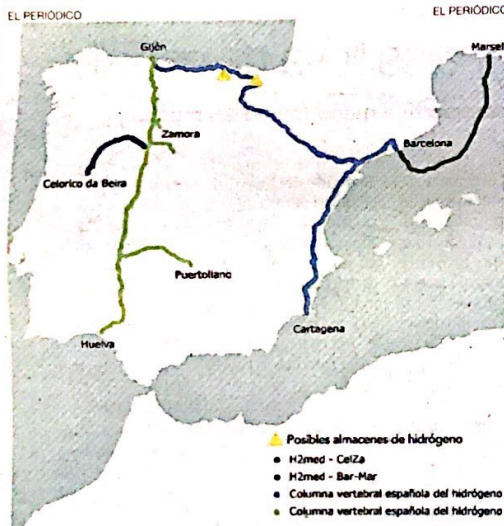 EL PERIÓDICO
EL PERIÓDICO
Gijón
Marsel
Zamora
Barcelona
Celorico da Beira
Puertollano
Cartagena
Huelva
Posibles almacenes de hidrógeno
H2med - CelZa
H2med - Bar-Mar
Columna vertebral española del hidrógeno
Columna vertebral española del hidrógeno